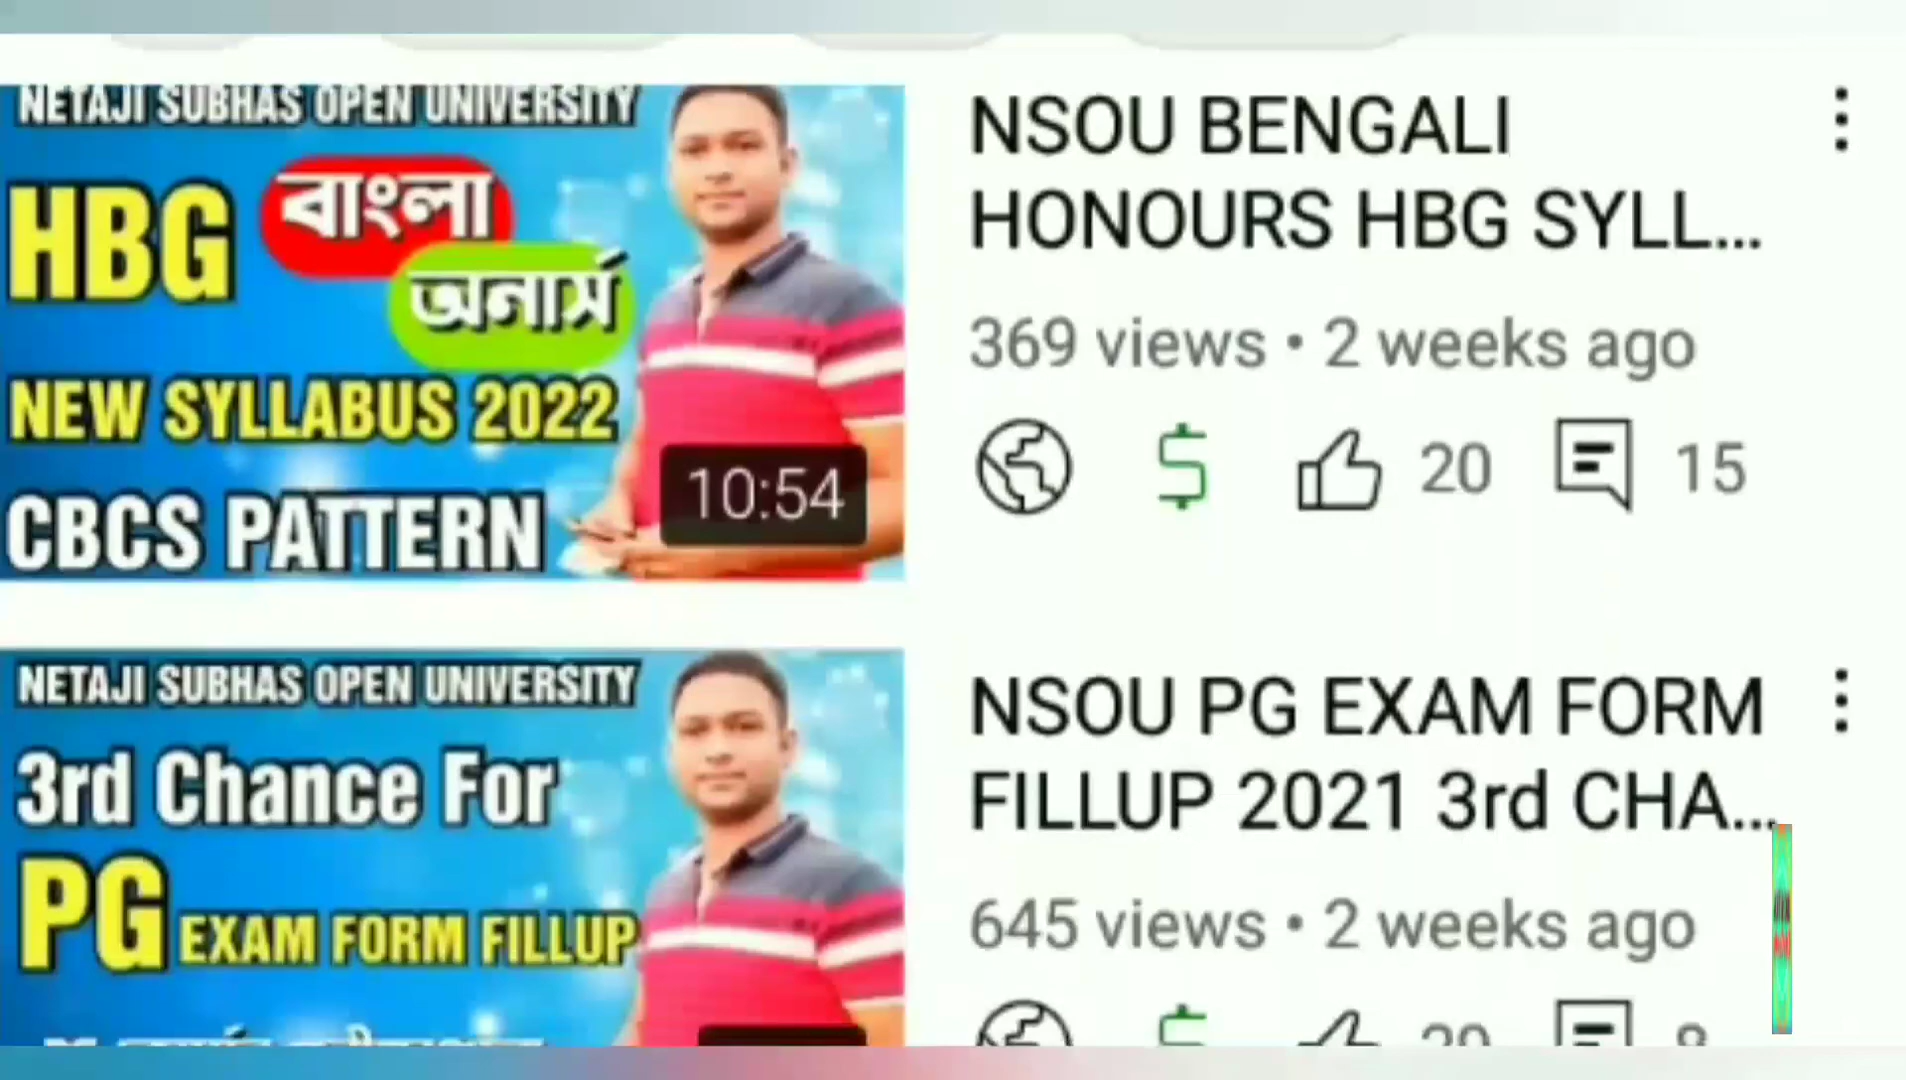 NETAJI SUBHAS OPEN UNIVERSITY
HBG বাংলা
অনার্স
NEW SYLLABUS 2022
CBCS PATTERN
10:54
NSOU BENGALI
HONOURS HBG SYLL...
369 views • 2 weeks ago
20 15
NETAJI SUBHAS OPEN UNIVERSITY
3rd Chance For
PG EXAM FORM FILLUP
NSOU PG EXAM FORM
FILLUP 2021 3rd CHA...
645 views • 2 weeks ago